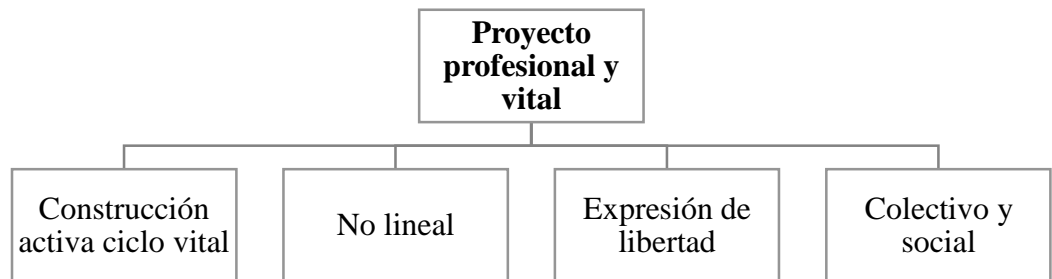 Proyecto
profesional y
vital
Construcción
activa ciclo vital
No lineal
Expresión de
libertad
Colectivo y
social